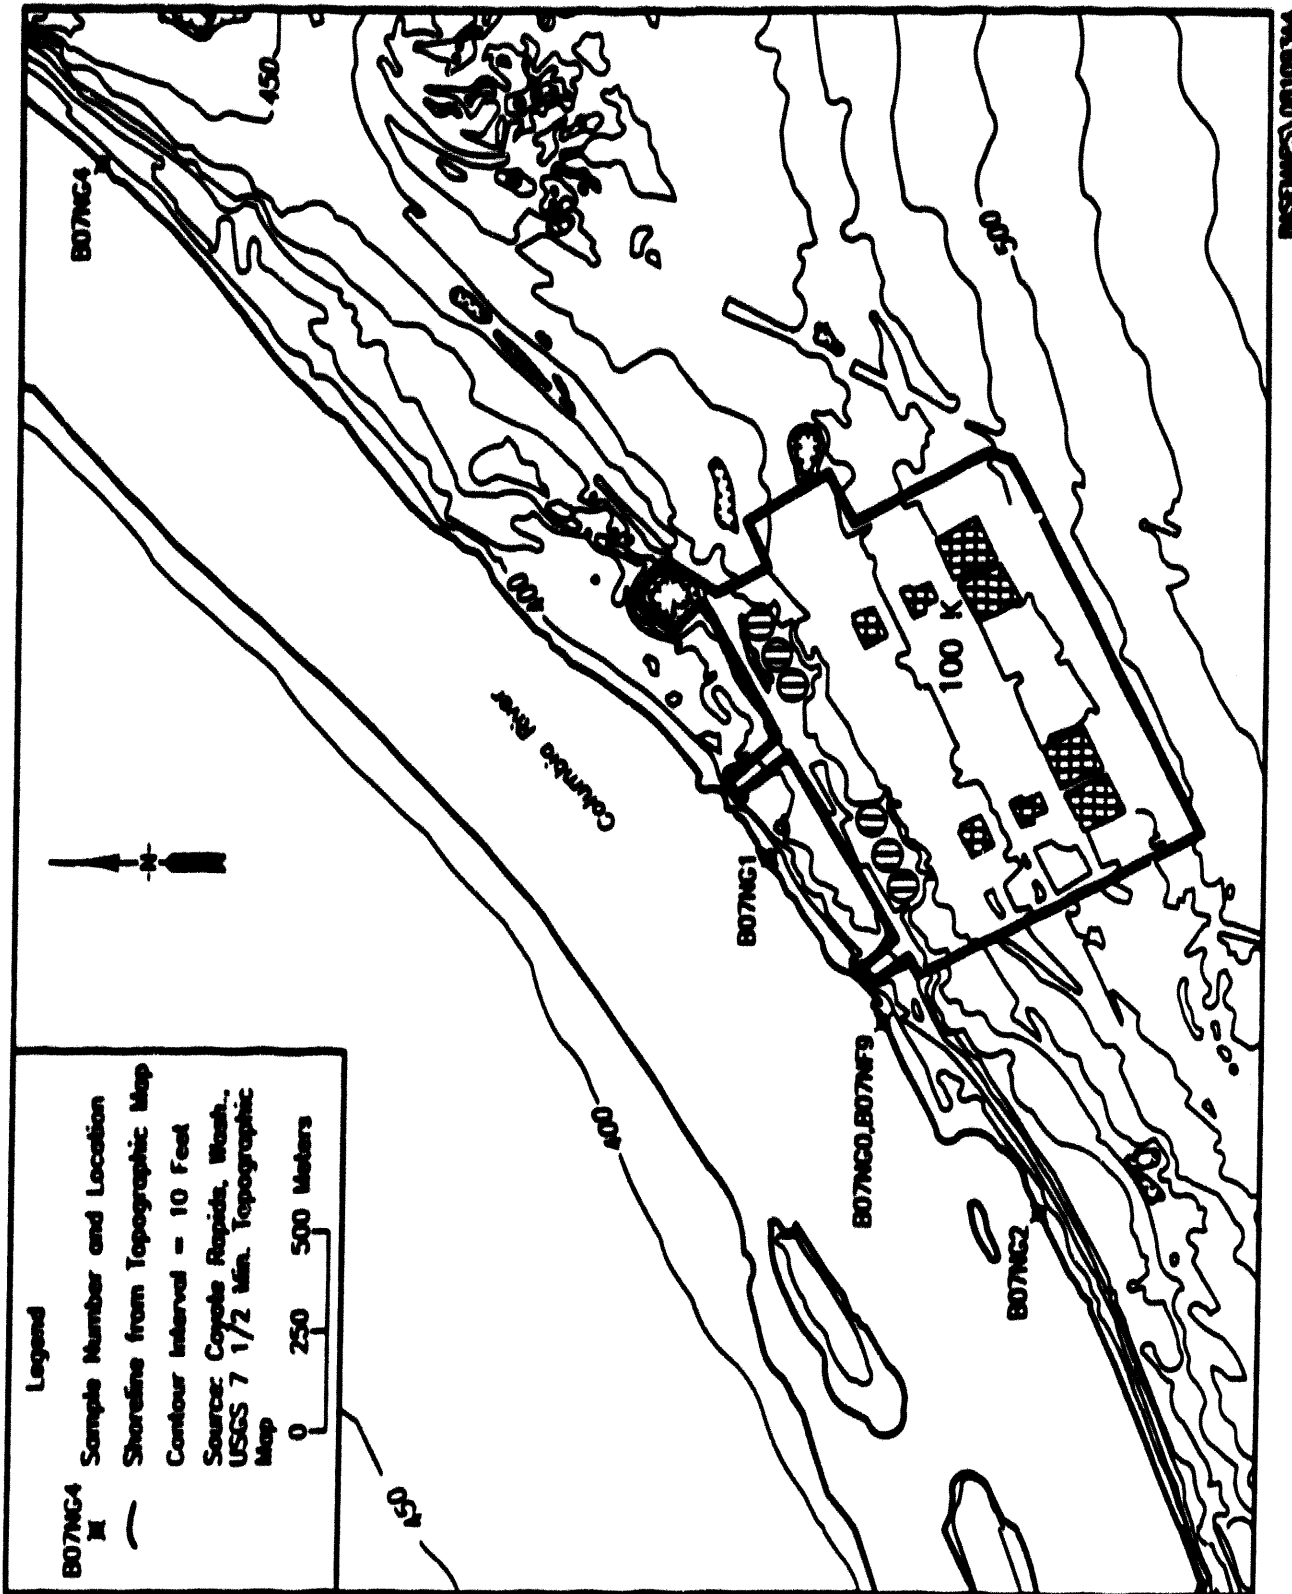 Legend
B07NG4
Sample Number and Location
Shoreline from Topographic Map
Contour Interval = 10 Feet
Source: Coyote Rapids, Wash.,
USGS 7 1/2 Min. Topographic
Map
0 250 500 Meters
-N-
450
400
B07NG2
B07NG0,B07NF9
B07NG1
Columbia River
400
100 K
B07NG4
450
500